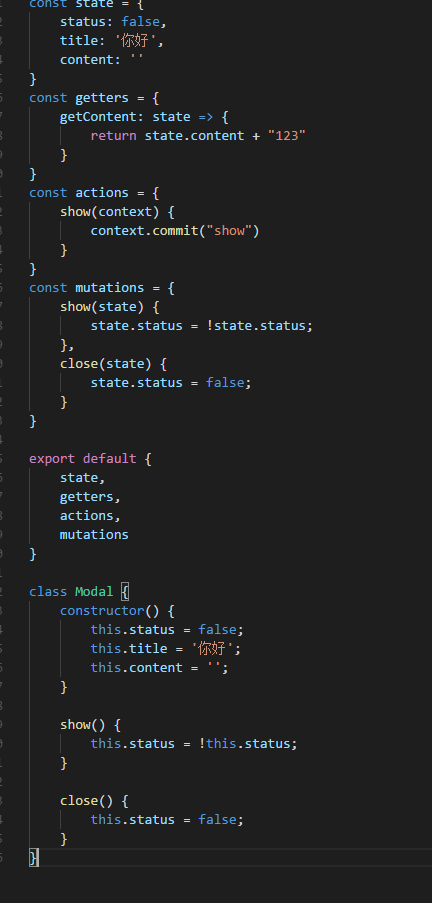 const state = {
    status: false,
    title: '你好',
    content: ''
}
const getters = {
    getContent: state => {
        return state.content + "123"
    }
}
const actions = {
    show(context) {
        context.commit("show")
    }
}
const mutations = {
    show(state) {
        state.status = !state.status;
    },
    close(state) {
        state.status = false;
    }
}

export default {
    state,
    getters,
    actions,
    mutations
}

class Modal {
    constructor() {
        this.status = false;
        this.title = '你好';
        this.content = '';
    }

    show() {
        this.status = !this.status;
    }

    close() {
        this.status = false;
    }
}